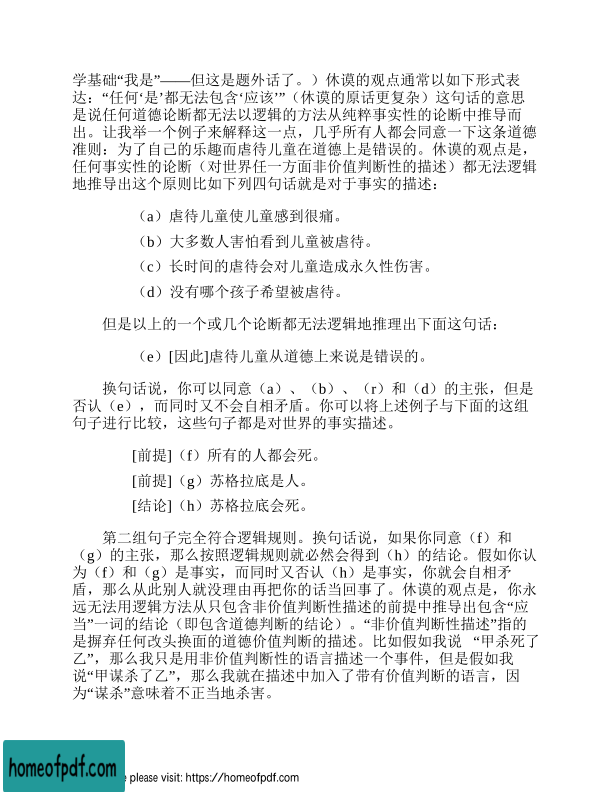 学基础“我是”——但这是题外话了。）休谟的观点通常以如下形式表
达：“任何‘是’都无法包含‘应该’”（休谟的原话更复杂）这句话的意思
是说任何道德论断都无法以逻辑的方法从纯粹事实性的论断中推导而
出。让我举一个例子来解释这一点，几乎所有人都会同意一下这条道德
准则：为了自己的乐趣而虐待儿童在道德上是错误的。休谟的观点是，
任何事实性的论断（对世界任一方面非价值判断性的描述）都无法逻辑
地推导出这个原则比如下列四句话就是对于事实的描述：
（a）虐待儿童使儿童感到很痛。
（b）大多数人害怕看到儿童被虐待。
（c）长时间的虐待会对儿童造成永久性伤害。
（d）没有哪个孩子希望被虐待。
但是以上的一个或几个论断都无法逻辑地推理出下面这句话：
（e）[因此]虐待儿童从道德上来说是错误的。
换句话说，你可以同意（a）、（b）、（r）和（d）的主张，但是
否认（e），而同时又不会自相矛盾。你可以将上述例子与下面的这组
句子进行比较，这些句子都是对世界的事实描述。
[前提]（f）所有的人都会死。
[前提]（g）苏格拉底是人。
[结论]（h）苏格拉底会死。
第二组句子完全符合逻辑规则。换句话说，如果你同意（f）和
（g）的主张，那么按照逻辑规则就必然会得到（h）的结论。假如你认
为（f）和（g）是事实，而同时又否认（h）是事实，你就会自相矛
盾，那么从此别人就没理由再把你的话当回事了。休谟的观点是，你永
远无法用逻辑方法从只包含非价值判断性描述的前提中推导出包含“应
当”一词的结论（即包含道德判断的结论）。“非价值判断性描述”指的
是摒弃任何改头换面的道德价值判断的描述。比如假如我说 “甲杀死了
乙”，那么我只是用非价值判断性的语言描述一个事件，但是假如我
说“甲谋杀了乙”，那么我就在描述中加入了带有价值判断的语言，因
为“谋杀”意味着不正当地杀害。
homeofpdf.com
e please visit: https://homeofpdf.com